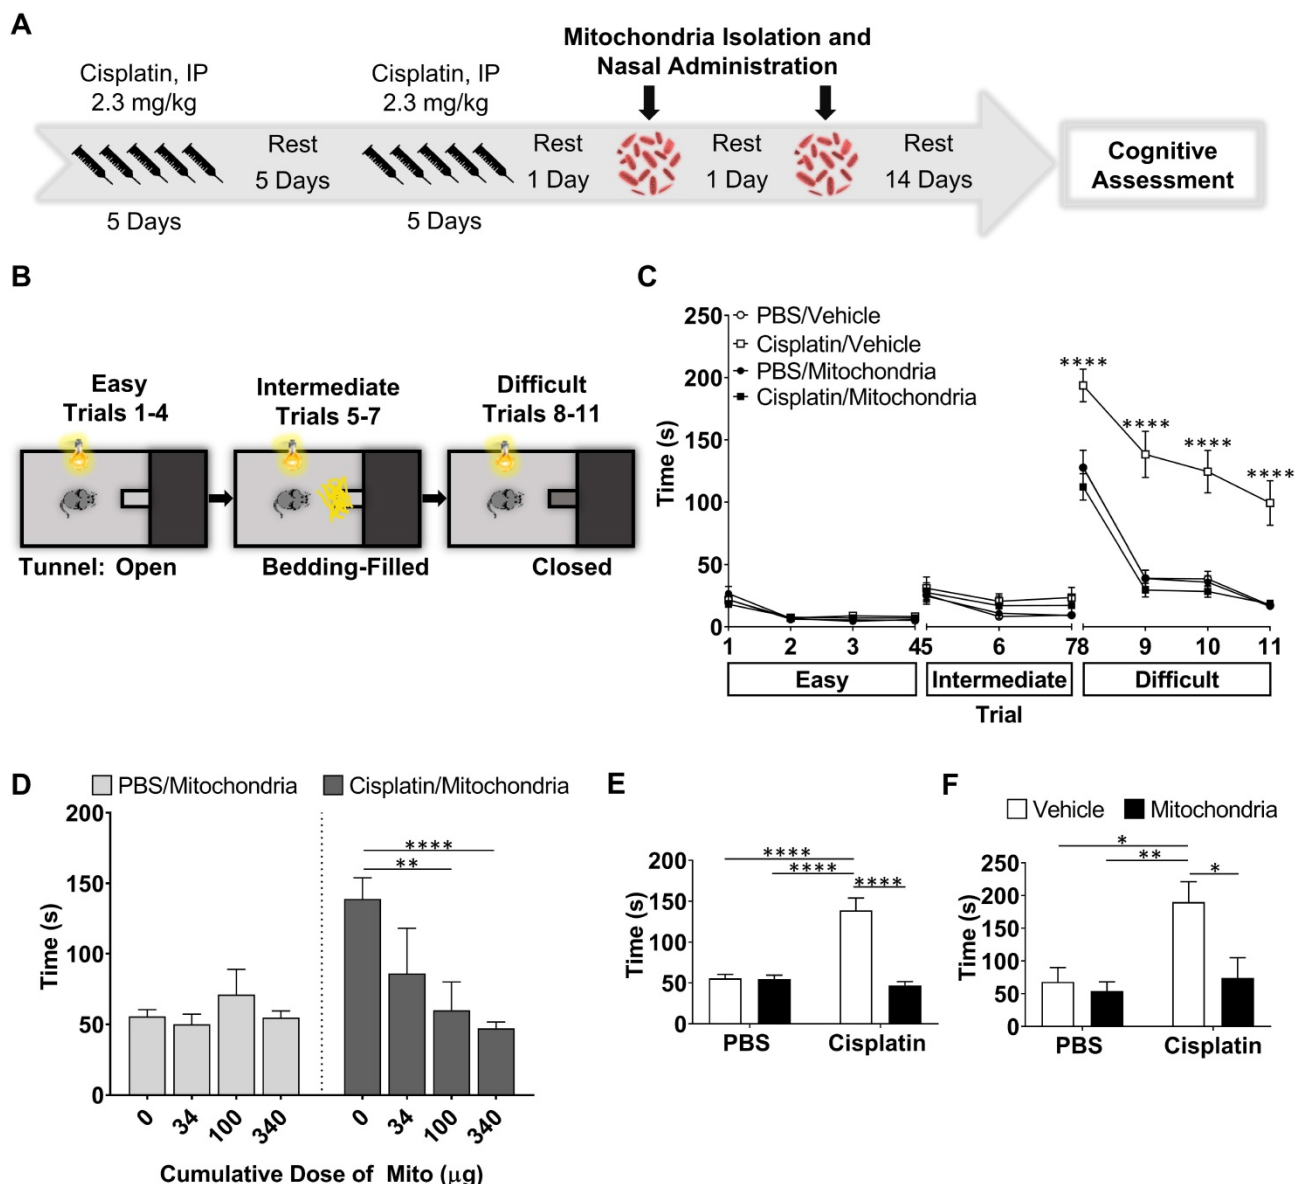 A
Mitochondria Isolation and
Nasal Administration
Cisplatin, IP
2.3 mg/kg
Cisplatin, IP
2.3 mg/kg
Rest
5 Days
Rest
1 Day
Rest
1 Day
Rest
14 Days
Cognitive
Assessment
5 Days
5 Days
B
Easy
Trials 1-4
Intermediate
Trials 5-7
Difficult
Trials 8-11
Tunnel: Open
Bedding-Filled
Closed
C
PBS/Vehicle
Cisplatin/Vehicle
PBS/Mitochondria
Cisplatin/Mitochondria
Time (s)
250
200
150
100
50
0
**** **** **** ****
1 2 3 4 5 6 7 8 9 10 11
Easy Intermediate Difficult
Trial
D
PBS/Mitochondria Cisplatin/Mitochondria
Time (s)
200
150
100
50
0
****
**
0 34 100 340 0 34 100 340
Cumulative Dose of Mito (μg)
E
Time (s)
200
150
100
50
0
****
****
****
PBS Cisplatin
F
Vehicle Mitochondria
Time (s)
250
200
150
100
50
0
*
**
*
PBS Cisplatin